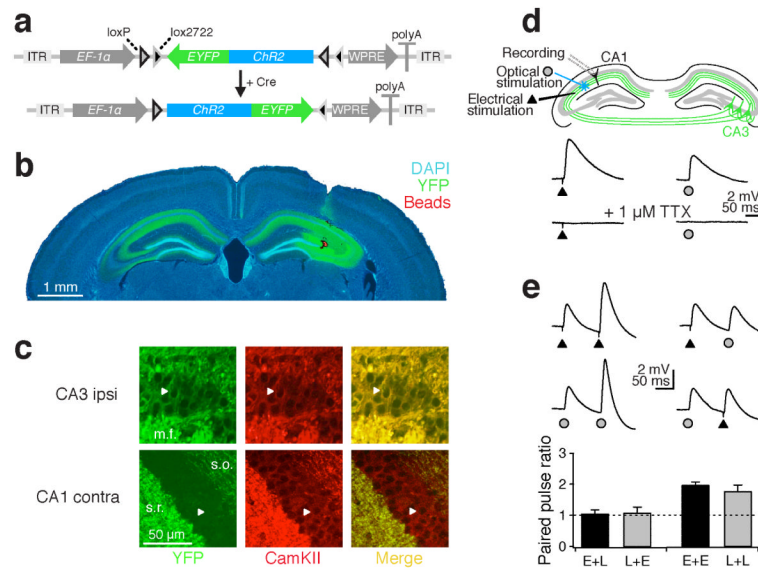 a
loxP
lox2722
polyA
ITR EF-1α EYFP ChR2 WPRE ITR
+ Cre
polyA
ITR EF-1α ChR2 EYFP WPRE ITR
b
DAPI
YFP
Beads
1 mm
c
CA3 ipsi
m.f.
CA1 contra
s.o.
s.r.
50 µm
YFP CamKII Merge
d
Recording
CA1
Optical
stimulation
Electrical
stimulation
CA3
2 mV
50 ms
+ 1 µM TTX
e
2 mV
50 ms
Paired pulse ratio
3
2
1
0
E+L L+E E+E L+L